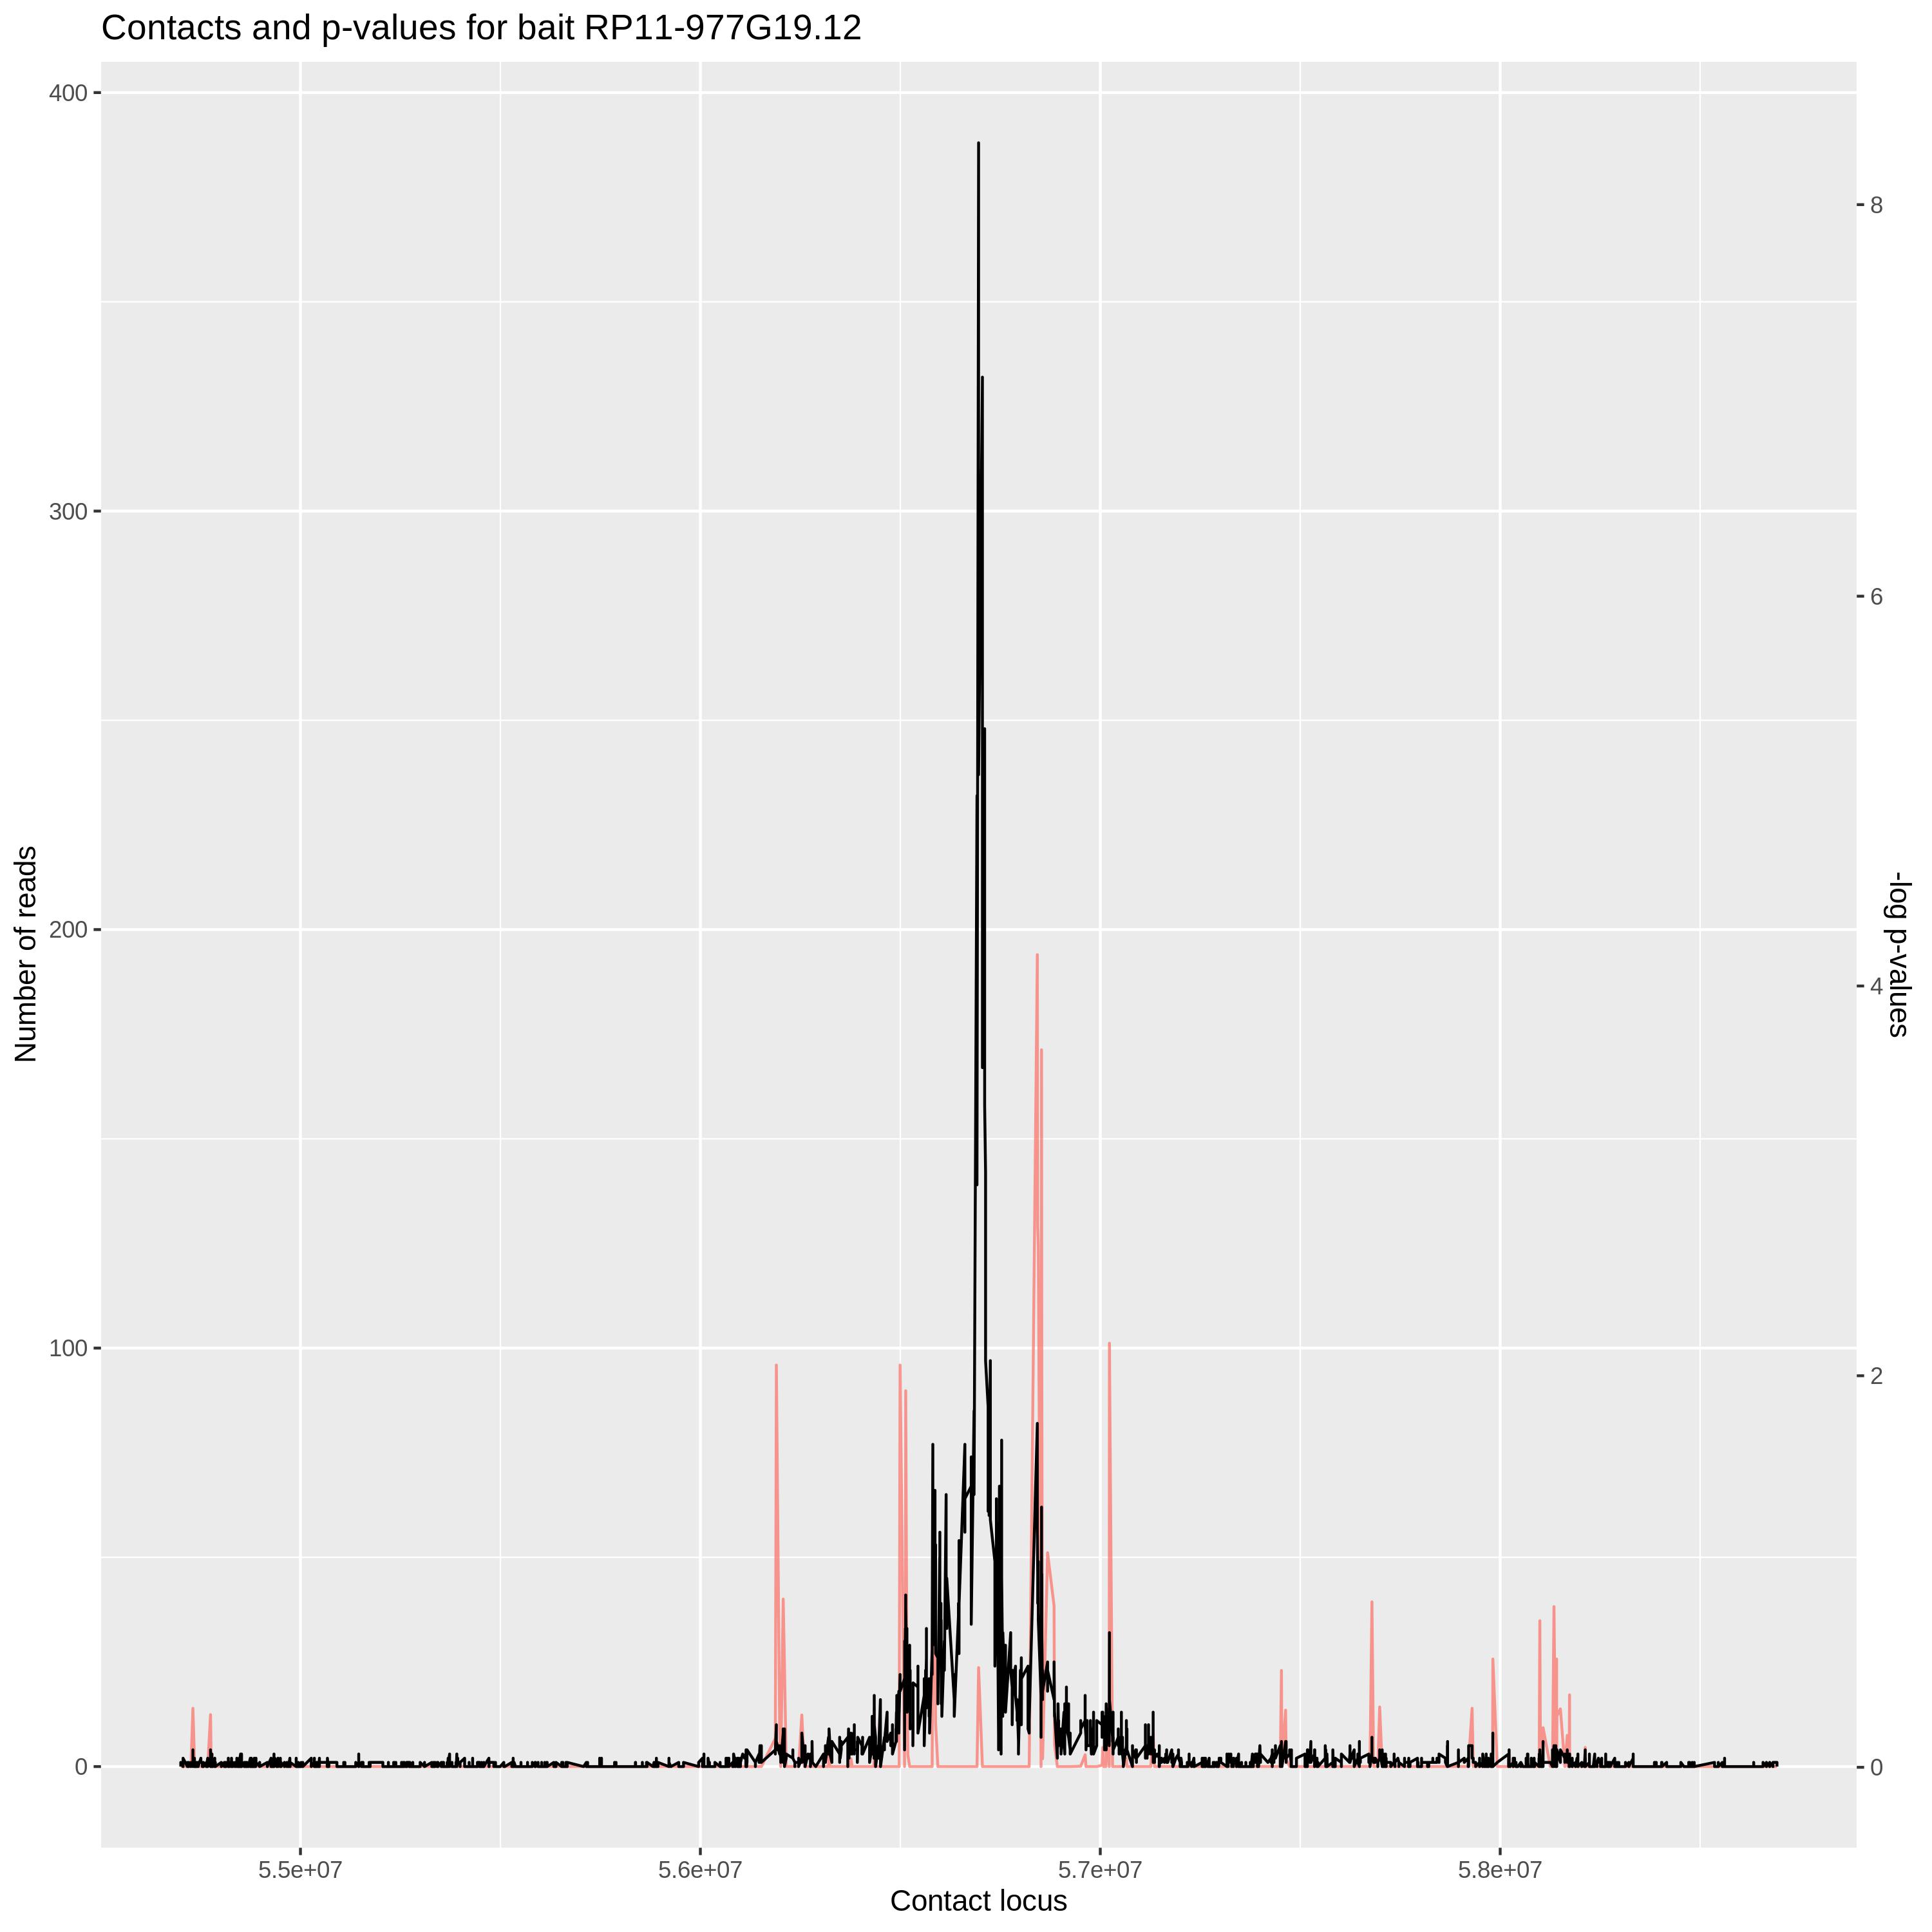 Contacts and p-values for bait RP11-977G19.12
400
300
200
100
0
Number of reads
8
6
4
2
0
-log p-values
5.5e+07
5.6e+07
5.7e+07
5.8e+07
Contact locus